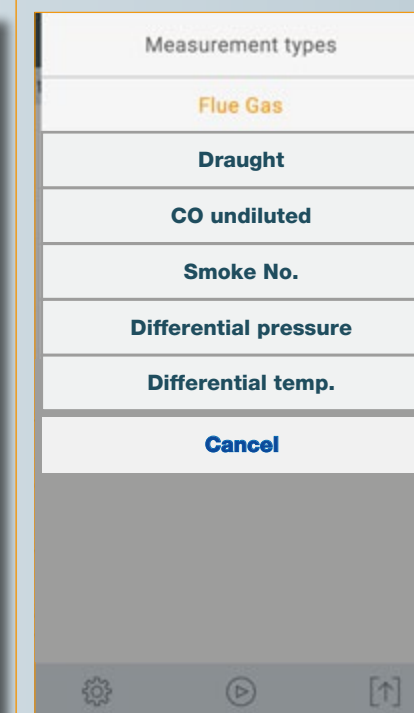 Measurement types
Flue Gas
Draught
CO undiluted
Smoke No.
Differential pressure
Differential temp.
Cancel